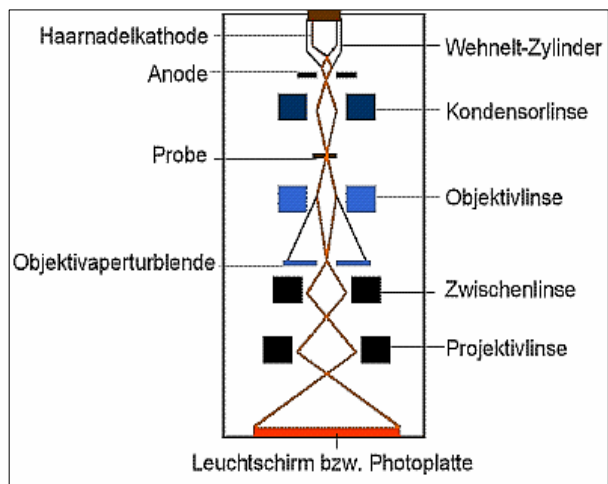 Haarnadelkathode
Wehnelt-Zylinder
Anode
Kondensorlinse
Probe
Objektivlinse
Objektivaperturblende
Zwischenlinse
Projektivlinse
Leuchtschirm bzw. Photoplatte